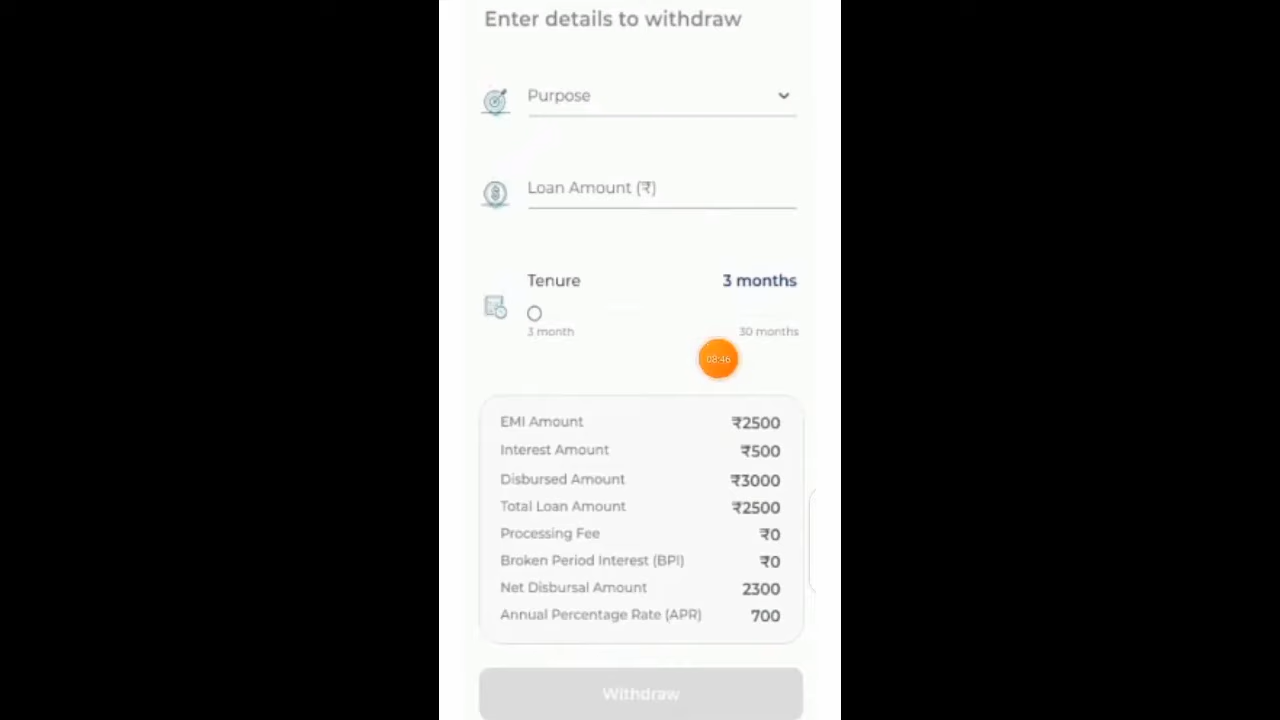 Enter details to withdraw
Purpose
Loan Amount (₹)
Tenure 3 months
3 month 30 months
08:46
EMI Amount ₹2500
Interest Amount ₹500
Disbursed Amount ₹3000
Total Loan Amount ₹2500
Processing Fee ₹0
Broken Period Interest (BPI) ₹0
Net Disbursal Amount 2300
Annual Percentage Rate (APR) 700
Withdraw